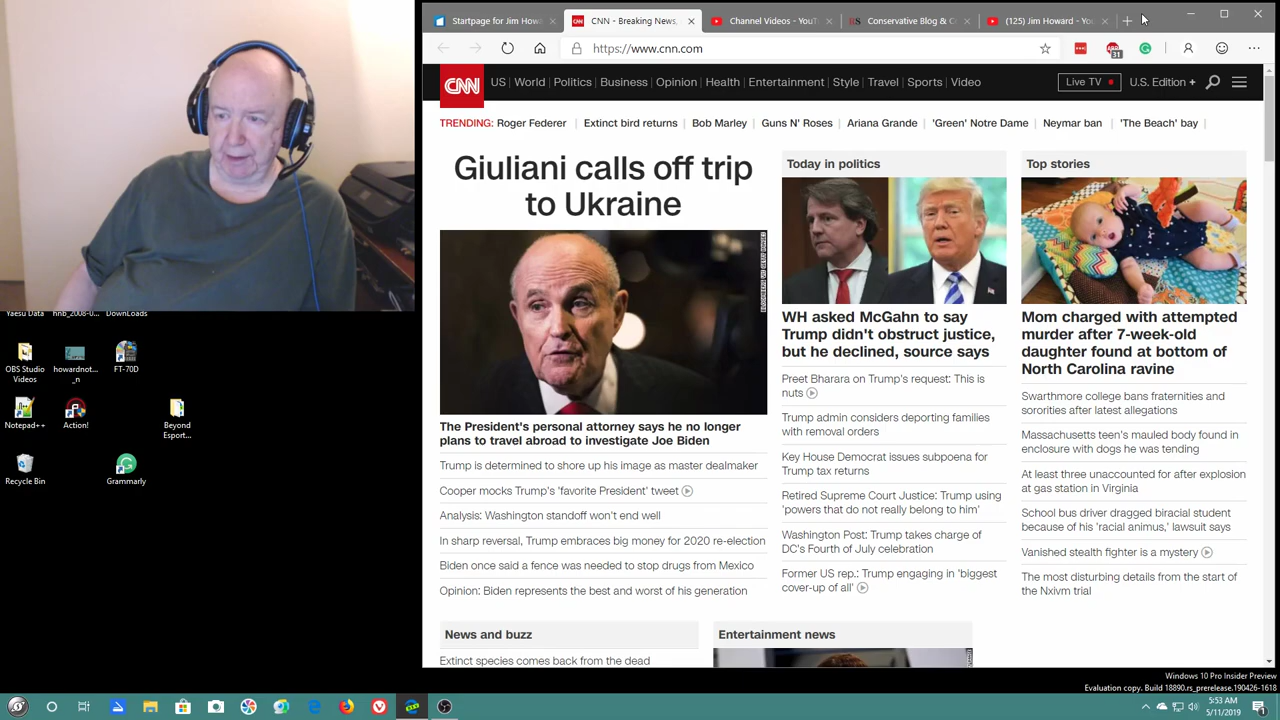 Startpage for Jim How
CNN - Breaking News,
Channel Videos - YouT
Conservative Blog & C
(125) Jim Howard - You
https://www.cnn.com
31
CNN
US
World
Politics
Business
Opinion
Health
Entertainment
Style
Travel
Sports
Video
Live TV
U.S. Edition +
TRENDING:
Roger Federer
Extinct bird returns
Bob Marley
Guns N' Roses
Ariana Grande
'Green' Notre Dame
Neymar ban
'The Beach' bay
Giuliani calls off trip
to Ukraine
The President's personal attorney says he no longer
plans to travel abroad to investigate Joe Biden
Trump is determined to shore up his image as master dealmaker
Cooper mocks Trump's 'favorite President' tweet
Analysis: Washington standoff won't end well
In sharp reversal, Trump embraces big money for 2020 re-election
Biden once said a fence was needed to stop drugs from Mexico
Opinion: Biden represents the best and worst of his generation
Today in politics
WH asked McGahn to say
Trump didn't obstruct justice,
but he declined, source says
Preet Bharara on Trump's request: This is
nuts
Trump admin considers deporting families
with removal orders
Key House Democrat issues subpoena for
Trump tax returns
Retired Supreme Court Justice: Trump using
'powers that do not really belong to him'
Washington Post: Trump takes charge of
DC's Fourth of July celebration
Former US rep.: Trump engaging in 'biggest
cover-up of all'
Top stories
Mom charged with attempted
murder after 7-week-old
daughter found at bottom of
North Carolina ravine
Swarthmore college bans fraternities and
sororities after latest allegations
Massachusetts teen's mauled body found in
enclosure with dogs he was tending
At least three unaccounted for after explosion
at gas station in Virginia
School bus driver dragged biracial student
because of his 'racial animus,' lawsuit says
Vanished stealth fighter is a mystery
The most disturbing details from the start of
the Nxivm trial
News and buzz
Extinct species comes back from the dead
Entertainment news
Yaesu Data
hnb_2008-0...
DownLoads
OBS Studio
Videos
howardnot...
_n
FT-70D
Notepad++
Action!
Beyond
Esport...
Recycle Bin
Grammarly
Windows 10 Pro Insider Preview
Evaluation copy. Build 18890.rs_prerelease.190426-1618
5:53 AM
5/11/2019
1